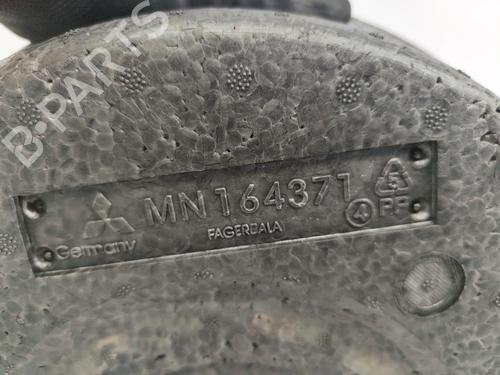 B-PARTS
MN164371
5
Germany
FAGERDALA
4 PP